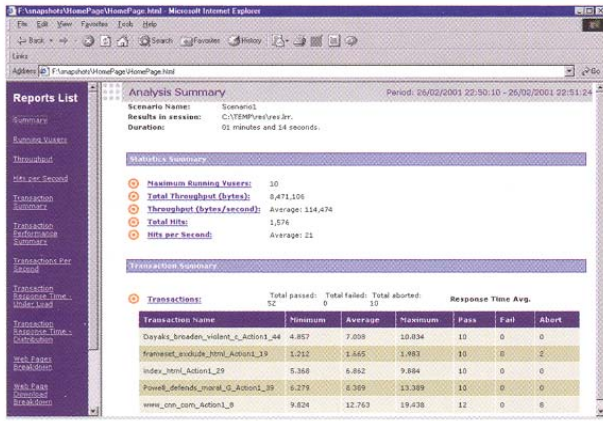 F:\snapshots\HomePage\HomePage.html - Microsoft Internet Explorer
File Edit View Favorites Tools Help
Back Search Favorites History
Links
Address F:\snapshots\HomePage\HomePage.html Go
Reports List
Summary
Running Vusers
Throughput
Hits per Second
Transaction Summary
Transaction Performance Summary
Transactions Per Second
Transaction Response Time - Under Load
Transaction Response Time - Distribution
Web Pages Breakdown
Web Page Download Breakdown
Analysis Summary Period: 26/02/2001 22:50:10 - 26/02/2001 22:51:24
Scenario Name: Scenario1
Results in session: C:\TEMP\res\res.lrr.
Duration: 01 minutes and 14 seconds.
Statistics Summary
Maximum Running Vusers: 10
Total Throughput (bytes): 8,471,106
Throughput (bytes/second): Average: 114,474
Total Hits: 1,576
Hits per Second: Average: 21
Transaction Summary
Transactions: Total passed: 52 Total failed: 0 Total aborted: 10 Response Time Avg.
Transaction Name Minimum Average Maximum Pass Fail Abort
Dayaks_broaden_violent_c_Action1_44 4.857 7.008 10.834 10 0 0
frameset_exclude_html_Action1_19 1.212 1.665 1.983 10 0 2
index_html_Action1_29 5.368 6.862 9.884 10 0 0
Powell_defends_moral_G_Action1_39 6.279 8.389 13.389 10 0 0
www_cnn_com_Action1_8 9.824 12.763 19.438 12 0 8